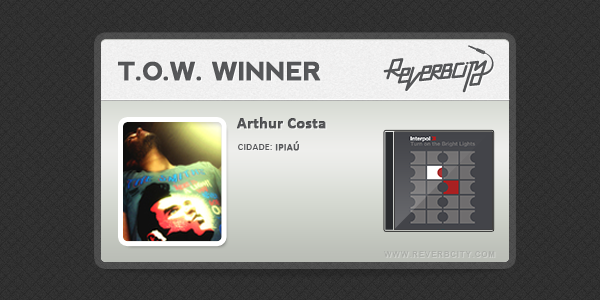 T.O.W. WINNER
ReverbCity
Arthur Costa
CIDADE: IPIAÚ
Interpol
Turn on the Bright Lights
WWW.REVERBCITY.COM